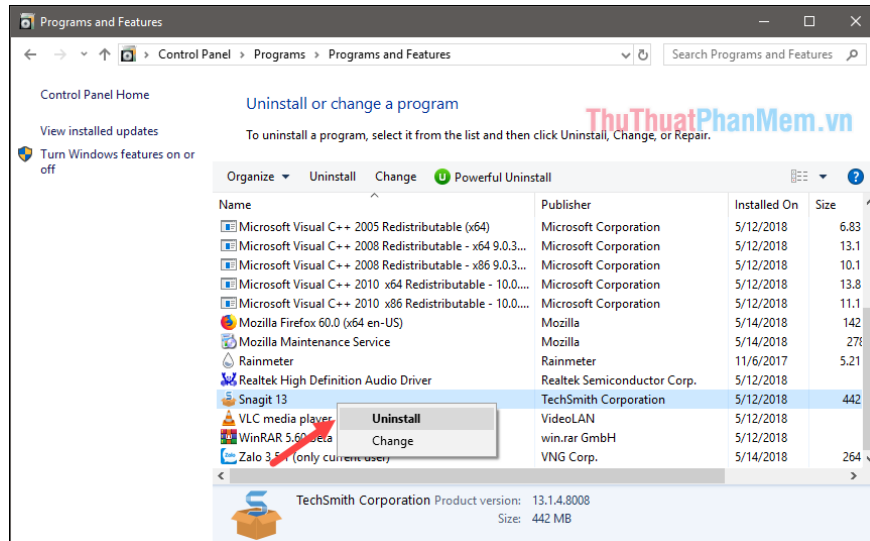 Programs and Features
Control Panel > Programs > Programs and Features
Search Programs and Features
Control Panel Home
View installed updates
Turn Windows features on or
off
Uninstall or change a program
ThuThuatPhanMem.vn
To uninstall a program, select it from the list and then click Uninstall, Change, or Repair.
Organize Uninstall Change Powerful Uninstall
Name Publisher Installed On Size
Microsoft Visual C++ 2005 Redistributable (x64) Microsoft Corporation 5/12/2018 6.83
Microsoft Visual C++ 2008 Redistributable - x64 9.0.3... Microsoft Corporation 5/12/2018 13.1
Microsoft Visual C++ 2008 Redistributable - x86 9.0.3... Microsoft Corporation 5/12/2018 10.1
Microsoft Visual C++ 2010 x64 Redistributable - 10.0.... Microsoft Corporation 5/12/2018 13.8
Microsoft Visual C++ 2010 x86 Redistributable - 10.0.... Microsoft Corporation 5/12/2018 11.1
Mozilla Firefox 60.0 (x64 en-US) Mozilla 5/14/2018 142
Mozilla Maintenance Service Mozilla 5/14/2018 278
Rainmeter Rainmeter 11/6/2017 5.21
Realtek High Definition Audio Driver Realtek Semiconductor Corp. 5/12/2018
Snagit 13 TechSmith Corporation 5/12/2018 442
VLC media player VideoLAN 5/12/2018
Uninstall
WinRAR 5.60 beta win.rar GmbH 5/12/2018
Change
Zalo (only current user) VNG Corp. 5/14/2018 264
TechSmith Corporation Product version: 13.1.4.8008
Size: 442 MB